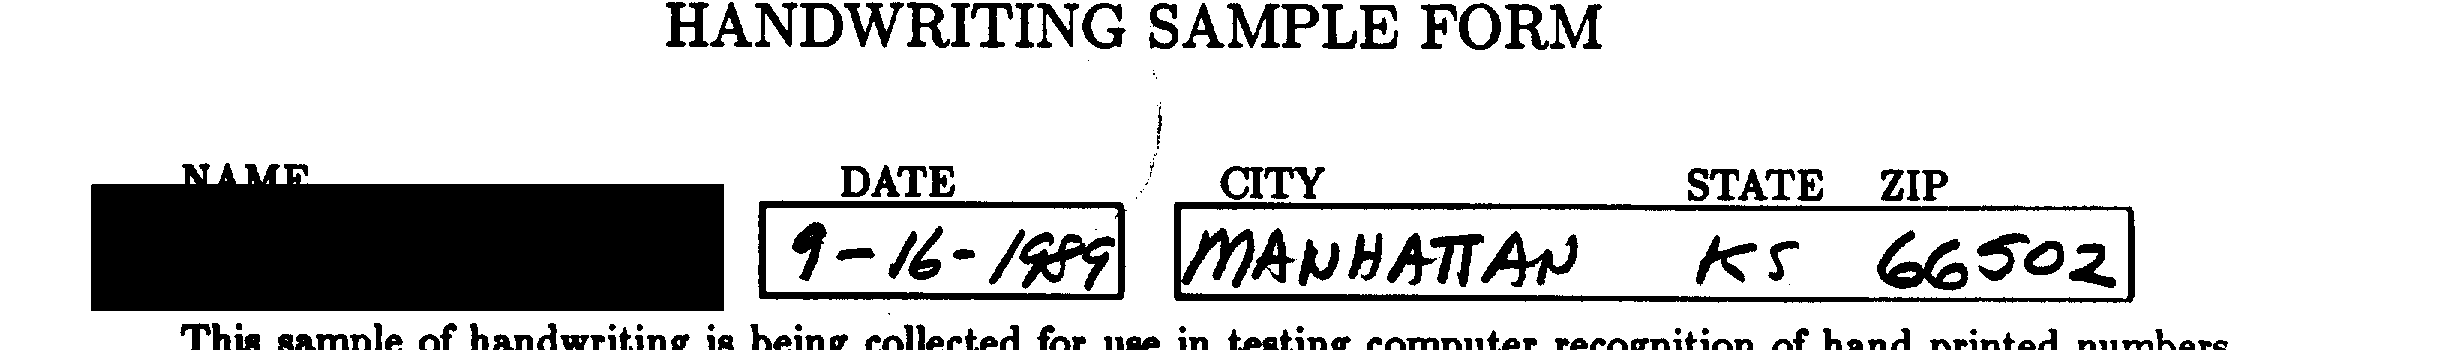 HANDWRITING SAMPLE FORM
NAME DATE CITY STATE ZIP
9-16-1989 MANHATTAN KS 66502
This sample of handwriting is being collected for use in testing computer recognition of hand printed numbers